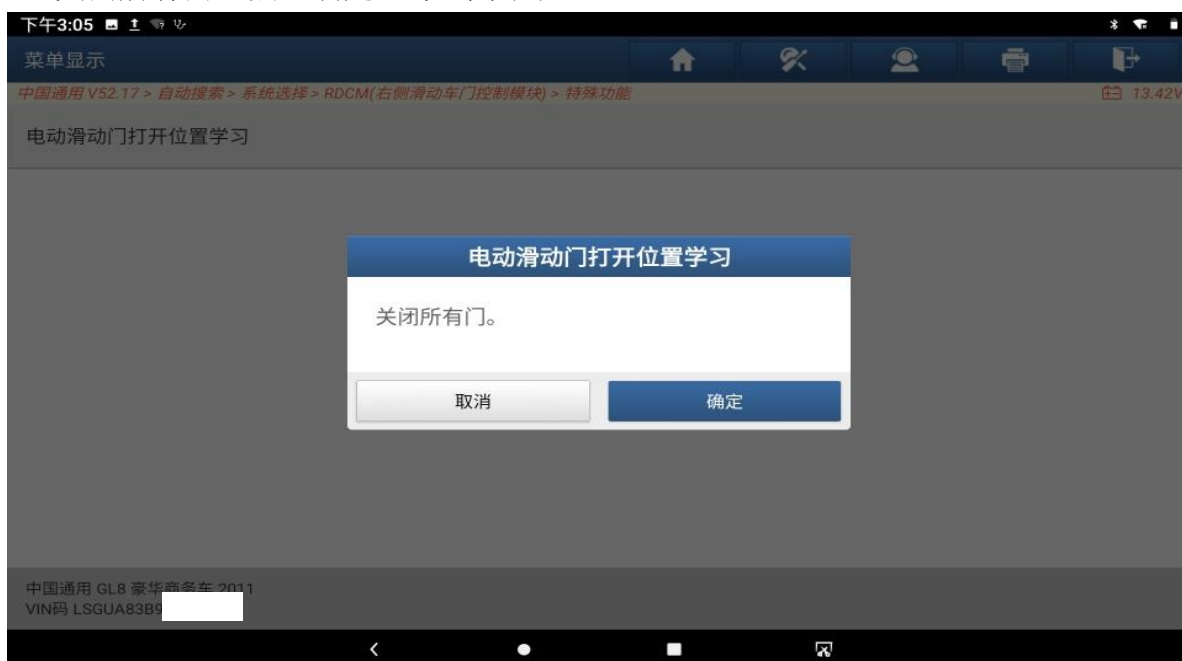 下午3:05
菜单显示
中国通用 V52.17 > 自动搜索 > 系统选择 > RDCM(右侧滑动车门控制模块) > 特殊功能
13.42V
电动滑动门打开位置学习
电动滑动门打开位置学习
关闭所有门。
取消
确定
中国通用 GL8 豪华商务车 2011
VIN码 LSGUA83B9